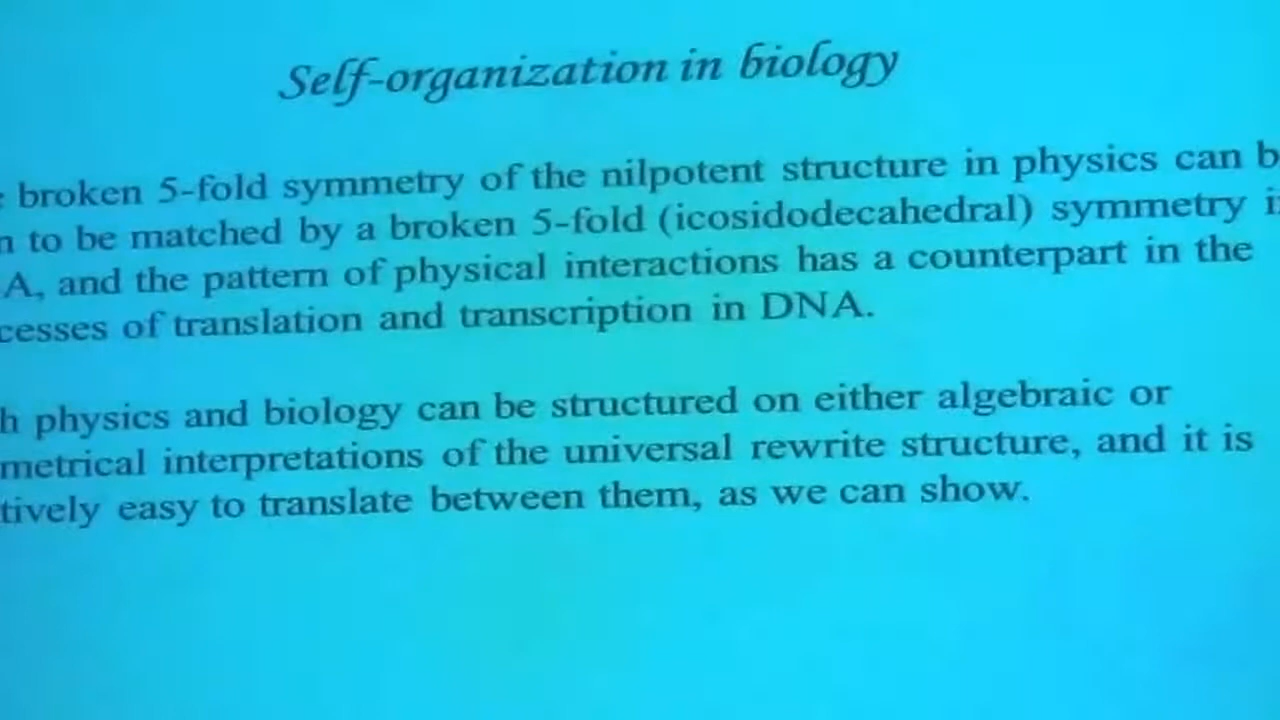 Self-organization in biology
broken 5-fold symmetry of the nilpotent structure in physics can b
n to be matched by a broken 5-fold (icosidodecahedral) symmetry i
A, and the pattern of physical interactions has a counterpart in the
cesses of translation and transcription in DNA.
h physics and biology can be structured on either algebraic or
metrical interpretations of the universal rewrite structure, and it is
tively easy to translate between them, as we can show.